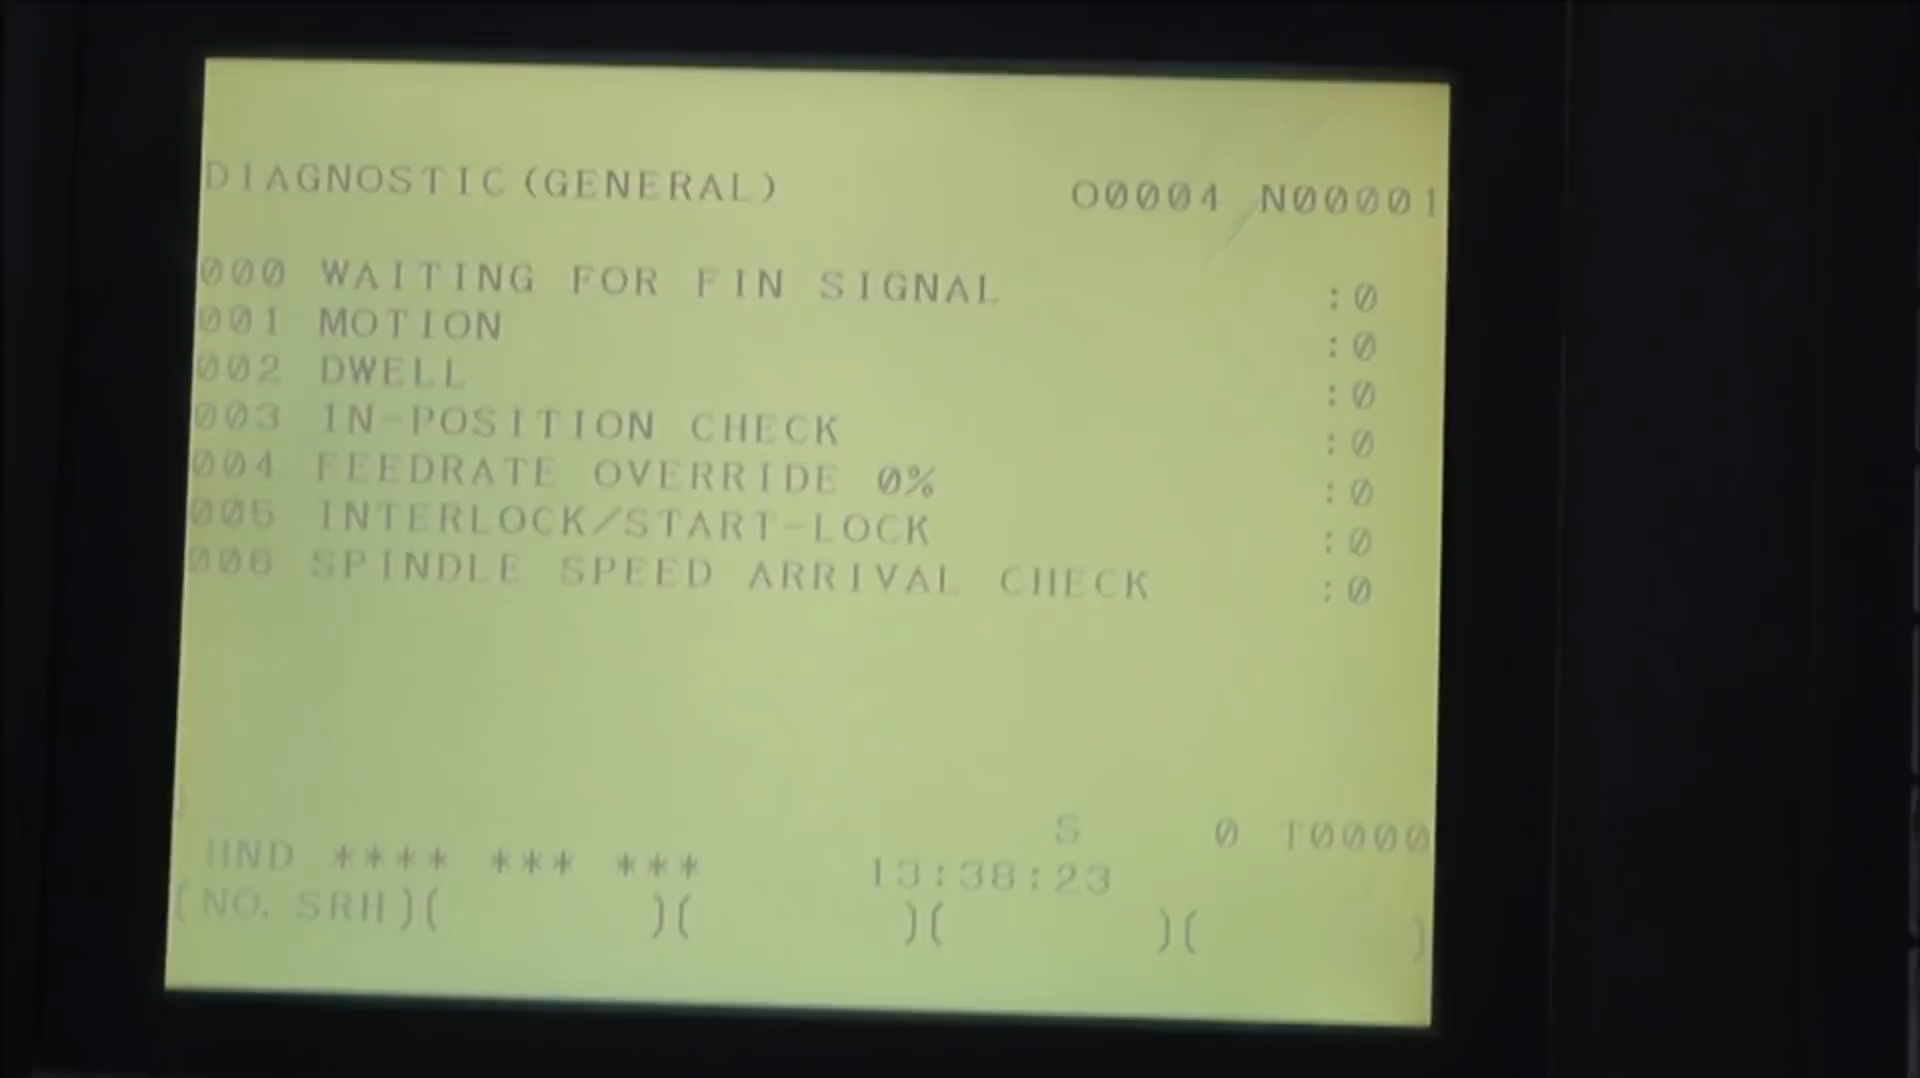 DIAGNOSTIC (GENERAL) O0004 N00001
000 WAITING FOR FIN SIGNAL :0
001 MOTION :0
002 DWELL :0
003 IN-POSITION CHECK :0
004 FEEDRATE OVERRIDE 0% :0
005 INTERLOCK/START-LOCK :0
006 SPINDLE SPEED ARRIVAL CHECK :0
S 0 T0000
HND **** *** *** 13:38:23
(NO. SRH)( )( )( )( )